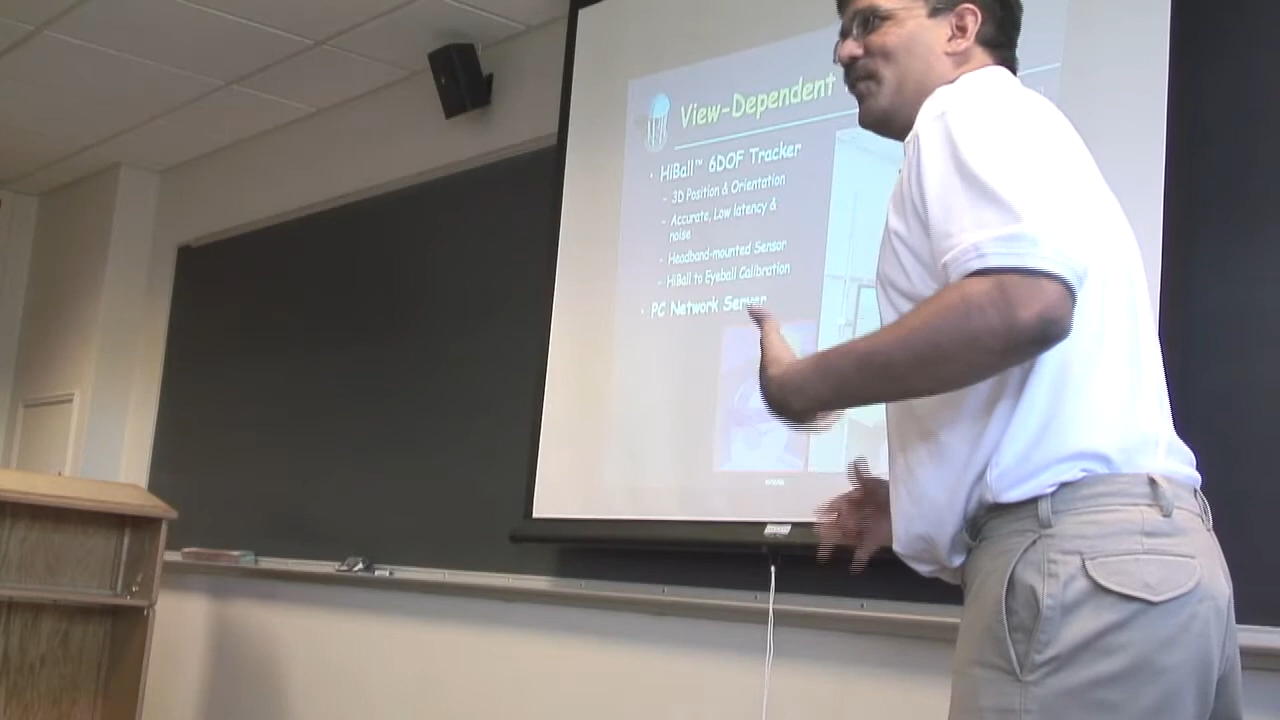 View-Dependent
• HiBall™ 6DOF Tracker
- 3D Position & Orientation
- Accurate, Low latency &
noise
- Headband-mounted Sensor
- HiBall to Eyeball Calibration
• PC Network Server